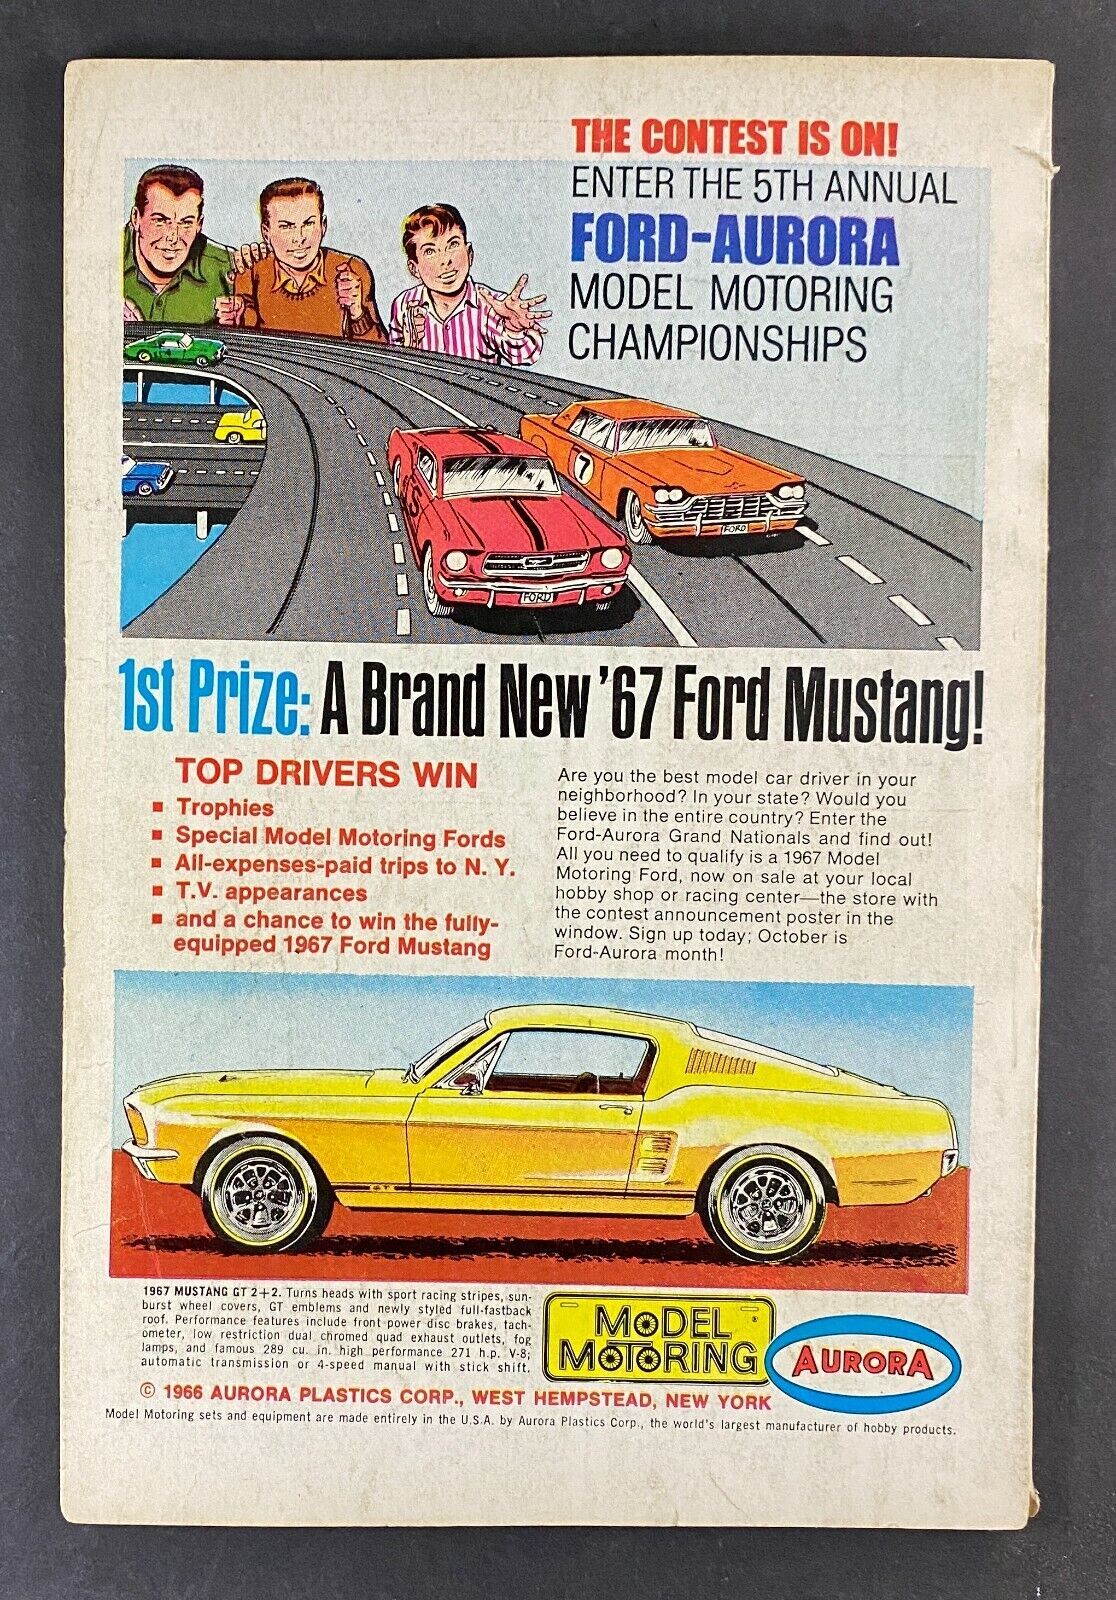 THE CONTEST IS ON!
ENTER THE 5TH ANNUAL
FORD-AURORA
MODEL MOTORING
CHAMPIONSHIPS
7
FORD
FORD
1st Prize: A Brand New '67 Ford Mustang!
TOP DRIVERS WIN
▪ Trophies
▪ Special Model Motoring Fords
▪ All-expenses-paid trips to N. Y.
▪ T.V. appearances
▪ and a chance to win the fully-
equipped 1967 Ford Mustang
Are you the best model car driver in your
neighborhood? In your state? Would you
believe in the entire country? Enter the
Ford-Aurora Grand Nationals and find out!
All you need to qualify is a 1967 Model
Motoring Ford, now on sale at your local
hobby shop or racing center—the store with
the contest announcement poster in the
window. Sign up today; October is
Ford-Aurora month!
1967 MUSTANG GT 2+2. Turns heads with sport racing stripes, sun-
burst wheel covers, GT emblems and newly styled full-fastback
roof. Performance features include front power disc brakes, tach-
ometer, low restriction dual chromed quad exhaust outlets, fog
lamps, and famous 289 cu. in. high performance 271 h.p. V-8;
automatic transmission or 4-speed manual with stick shift.
MODEL ®
MOTORING
AURORA
© 1966 AURORA PLASTICS CORP., WEST HEMPSTEAD, NEW YORK
Model Motoring sets and equipment are made entirely in the U.S.A. by Aurora Plastics Corp., the world's largest manufacturer of hobby products.